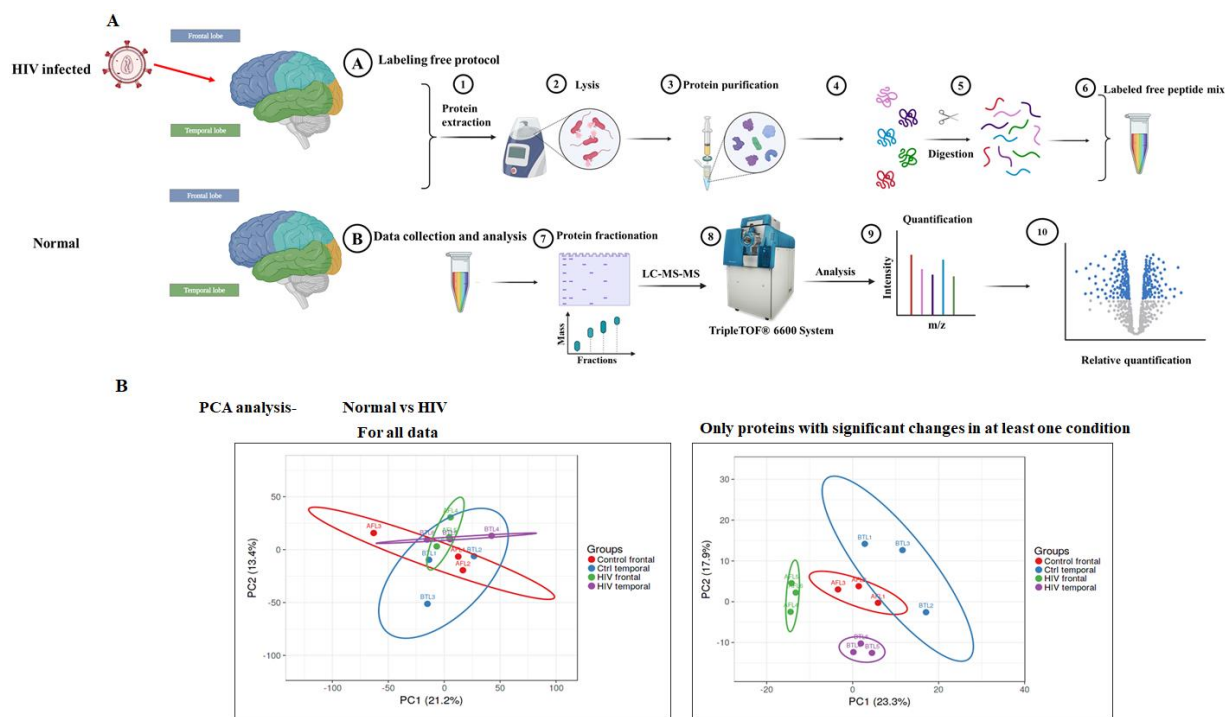 A
HIV infected
Frontal lobe
Temporal lobe
A
Labeling free protocol
1
Protein
extraction
2
Lysis
3
Protein purification
4
5
Digestion
6
Labeled free peptide mix
Normal
Frontal lobe
Temporal lobe
B
Data collection and analysis
7
Protein fractionation
Mass
Fractions
LC-MS-MS
8
TripleTOF® 6600 System
Analysis
9
Quantification
Intensity
m/z
10
Relative quantification
B
PCA analysis-
Normal vs HIV
For all data
50
0
-50
-100
PC2 (13.4%)
AFL3
AFL4
BTL4
BTL1
BTL2
AFL2
BTL3
-100
-50
0
50
100
PC1 (21.2%)
Groups
Control frontal
Ctrl temporal
HIV frontal
HIV temporal
Only proteins with significant changes in at least one condition
30
20
10
0
-10
PC2 (17.9%)
BTL1
BTL3
AFL3
AFL1
BTL2
-20
0
20
40
PC1 (23.3%)
Groups
Control frontal
Ctrl temporal
HIV frontal
HIV temporal